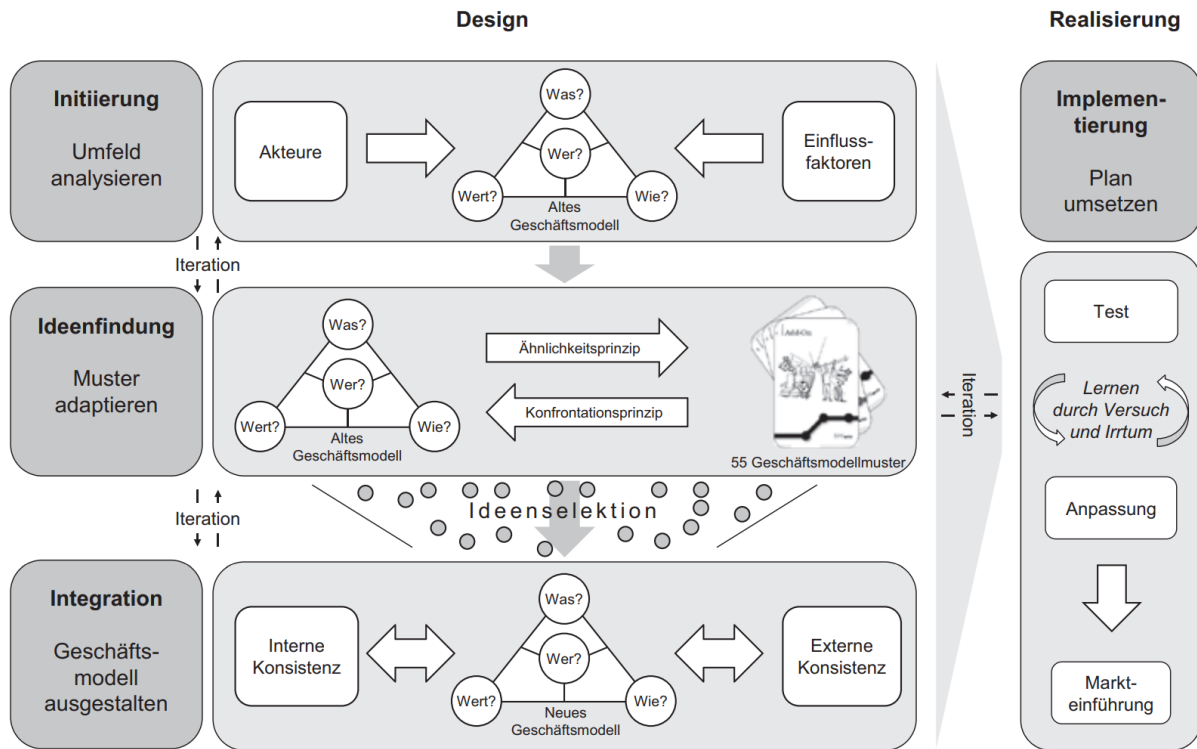 Design
Realisierung
Initiierung
Umfeld
analysieren
Akteure
Was?
Wer?
Wert?
Wie?
Altes
Geschäftsmodell
Einfluss-
faktoren
Iteration
Ideenfindung
Muster
adaptieren
Was?
Wer?
Wert?
Wie?
Altes
Geschäftsmodell
Ähnlichkeitsprinzip
Konfrontationsprinzip
Add-On
55 Geschäftsmodellmuster
Iteration
Ideenselektion
Integration
Geschäfts-
modell
ausgestalten
Interne
Konsistenz
Was?
Wer?
Wert?
Wie?
Neues
Geschäftsmodell
Externe
Konsistenz
Iteration
Implemen-
tierung
Plan
umsetzen
Test
Lernen
durch Versuch
und Irrtum
Anpassung
Markt-
einführung